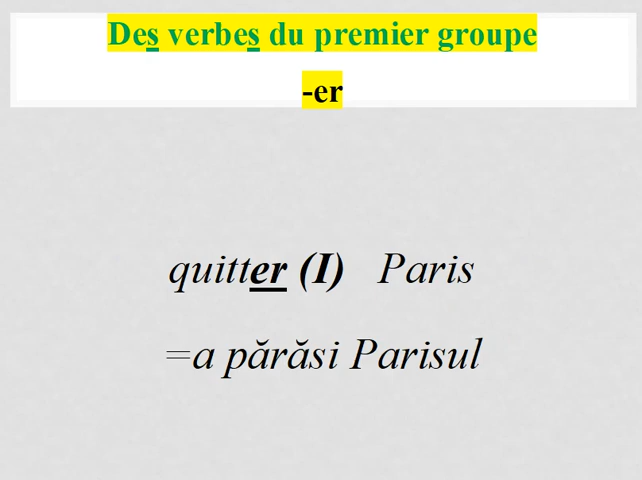 Des verbes du premier groupe
-er
quitter (I) Paris
=a părăsi Parisul